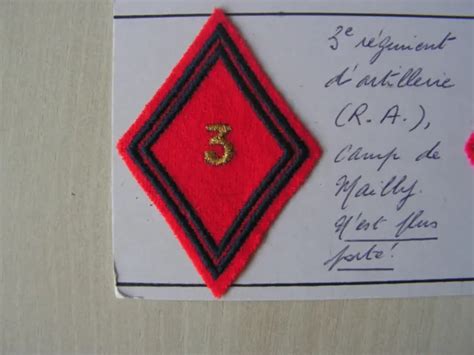 3
3e régiment
d'artillerie
(R.A.),
camp de
Mailly.
N'est plus
porté.